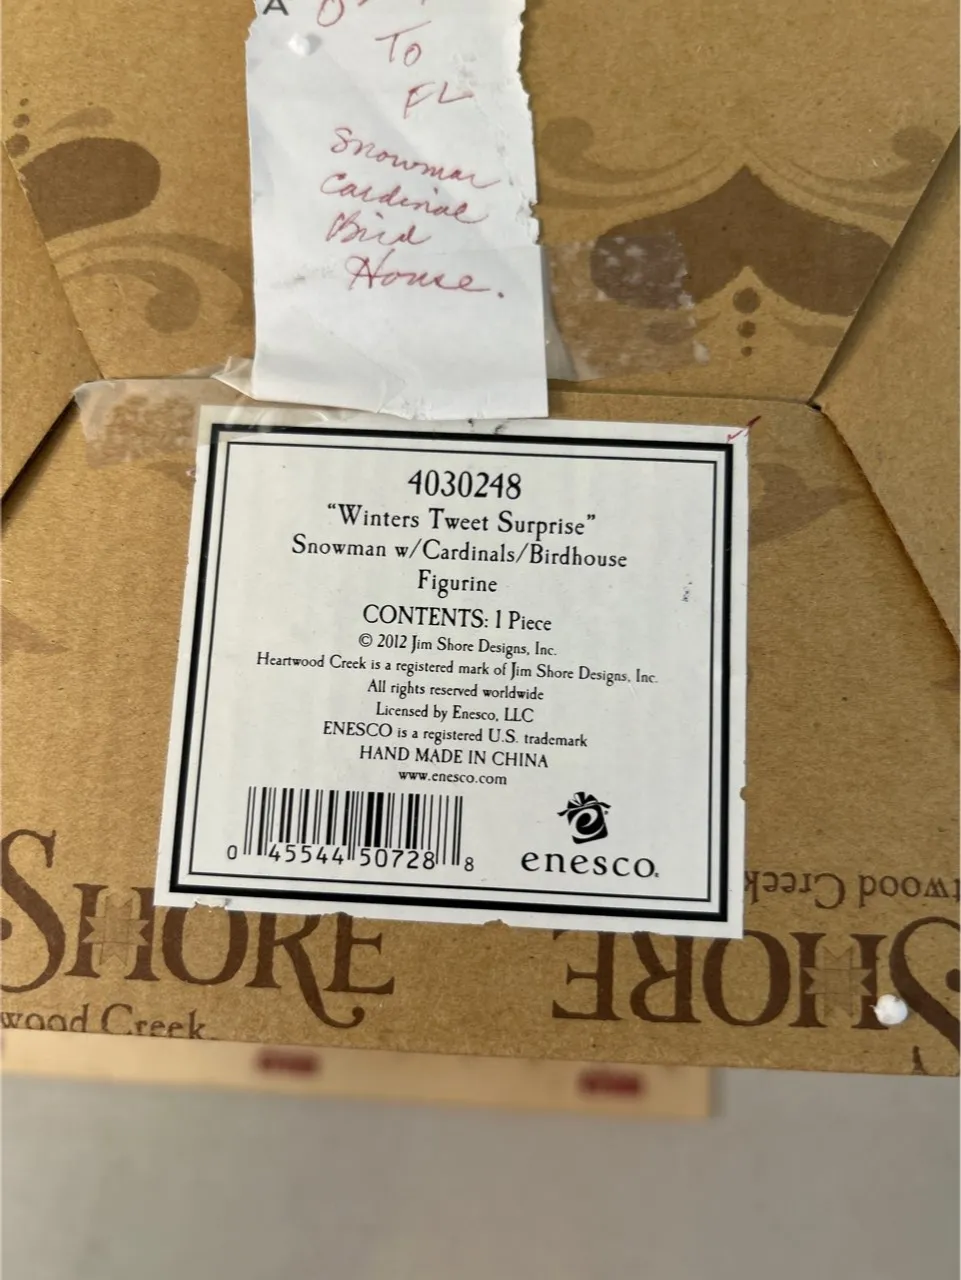 A
To
FL
Snowman
Cardinal
Bird
House.
4030248
“Winters Tweet Surprise”
Snowman w/Cardinals/Birdhouse
Figurine
CONTENTS: 1 Piece
© 2012 Jim Shore Designs, Inc.
Heartwood Creek is a registered mark of Jim Shore Designs, Inc.
All rights reserved worldwide
Licensed by Enesco, LLC
ENESCO is a registered U.S. trademark
HAND MADE IN CHINA
www.enesco.com
0 45544 50728 8
enesco.
wood Creek
SHORE
SHORE
wood Creek